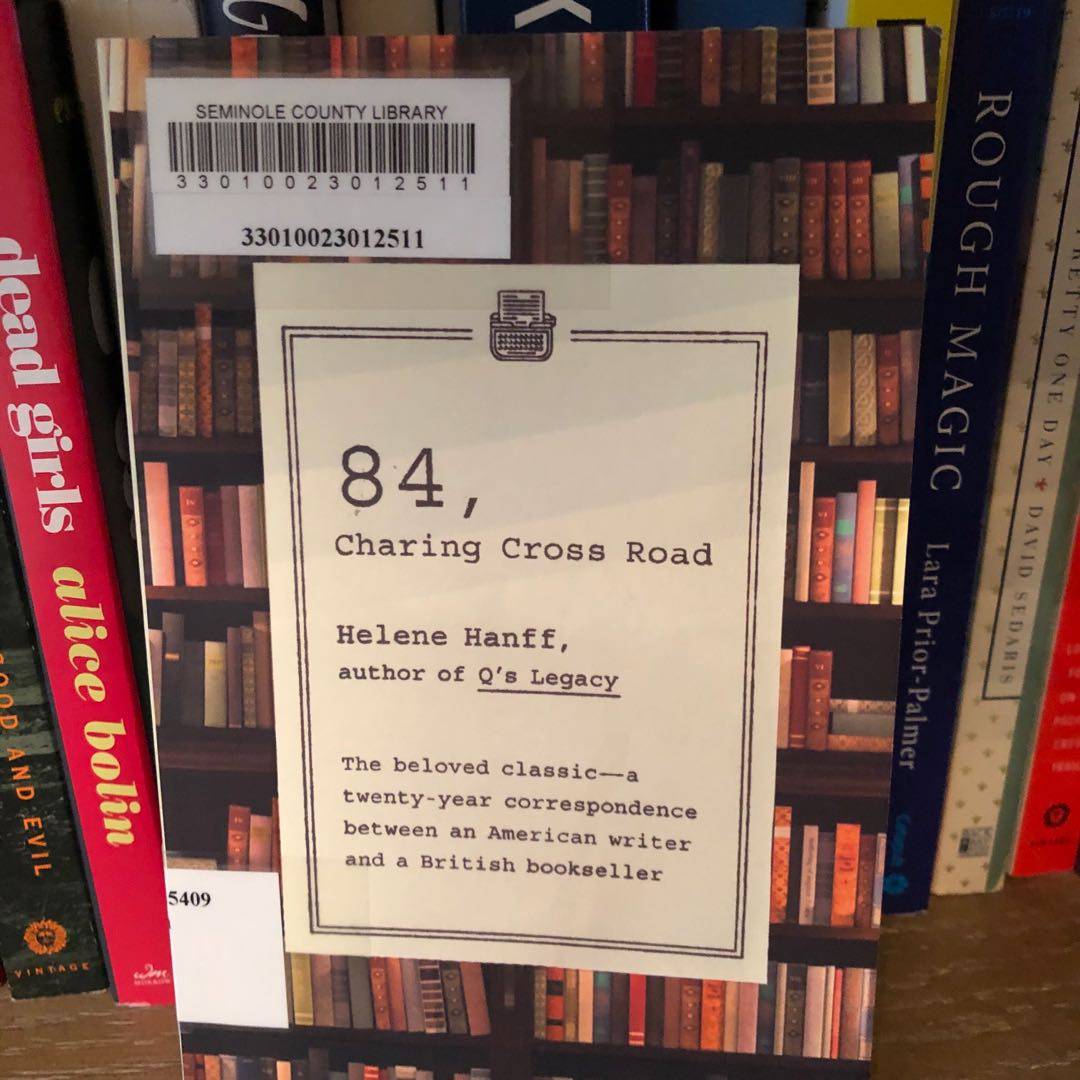 SEMINOLE COUNTY LIBRARY
33010023012511
33010023012511
84,
Charing Cross Road
Helene Hanff,
author of Q's Legacy
The beloved classic—a
twenty-year correspondence
between an American writer
and a British bookseller
5409
GOOD AND EVIL
VINTAGE
dead girls alice bolin
ROUGH MAGIC Lara Prior-Palmer
PRETTY ONE DAY DAVID SEDARIS